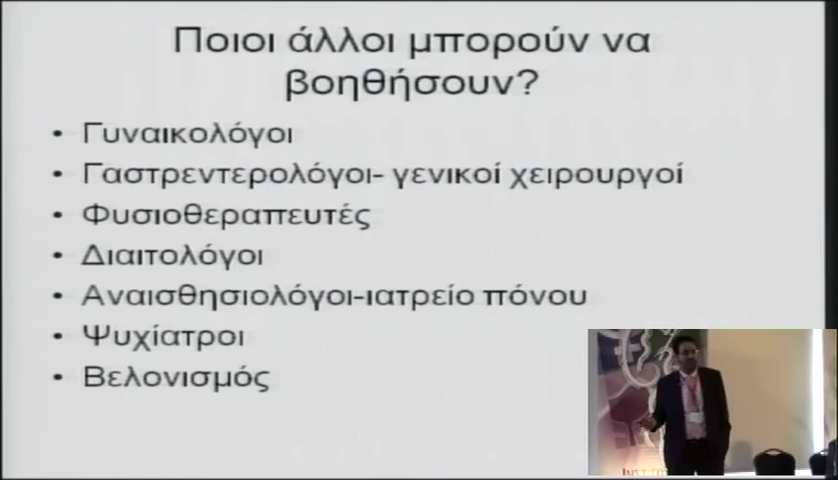 Ποιοι άλλοι μπορούν να
βοηθήσουν?
• Γυναικολόγοι
• Γαστρεντερολόγοι- γενικοί χειρουργοί
• Φυσιοθεραπευτές
• Διαιτολόγοι
• Αναισθησιολόγοι-ιατρείο πόνου
• Ψυχίατροι
• Βελονισμός